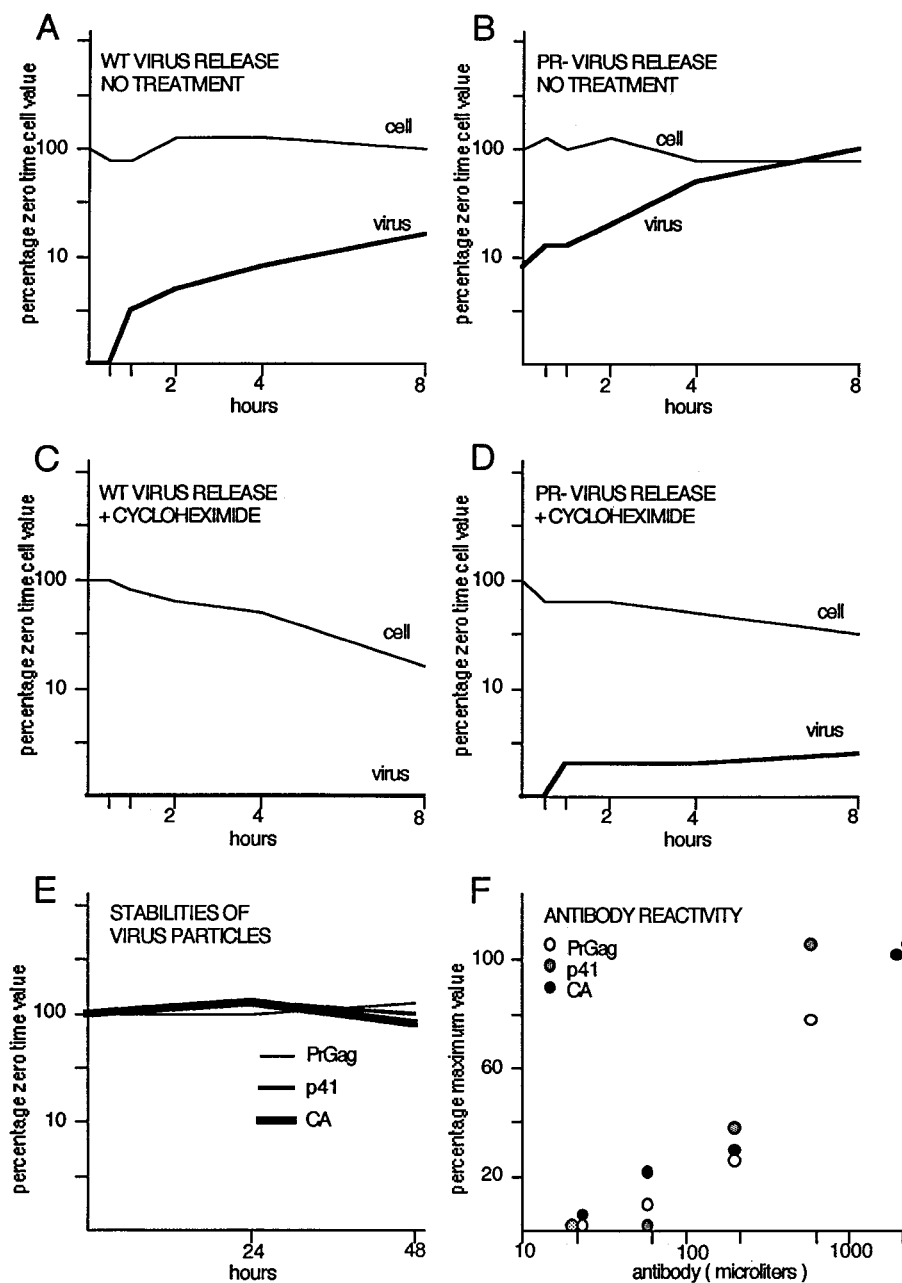 A
WT VIRUS RELEASE
NO TREATMENT
percentage zero time cell value
100
10
cell
virus
2
4
8
hours
B
PR- VIRUS RELEASE
NO TREATMENT
percentage zero time cell value
100
10
cell
virus
2
4
8
hours
C
WT VIRUS RELEASE
+ CYCLOHEXIMIDE
percentage zero time cell value
100
10
cell
virus
2
4
8
hours
D
PR- VIRUS RELEASE
+ CYCLOHEXIMIDE
percentage zero time cell value
100
10
cell
virus
2
4
8
hours
E
STABILITIES OF
VIRUS PARTICLES
percentage zero time value
100
10
PrGag
p41
CA
24
48
hours
F
ANTIBODY REACTIVITY
PrGag
p41
CA
percentage maximum value
100
60
20
10
100
1000
antibody ( microliters )